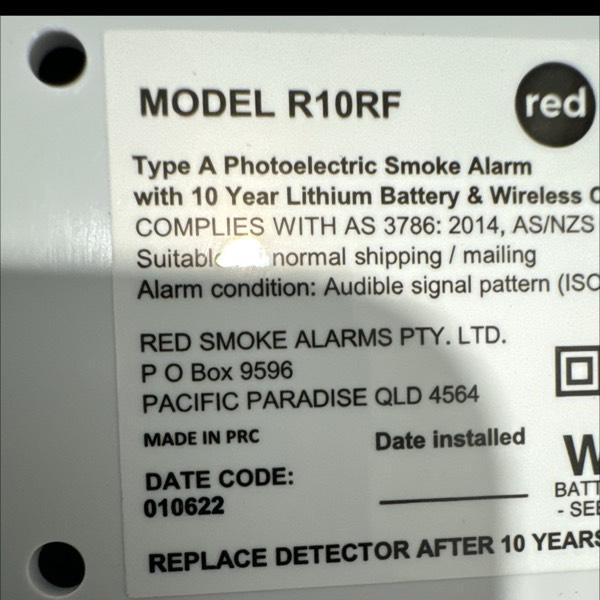 MODEL R10RF
red
Type A Photoelectric Smoke Alarm
with 10 Year Lithium Battery & Wireless
COMPLIES WITH AS 3786: 2014, AS/NZS
normal shipping / mailing
Alarm condition: Audible signal pattern (ISO
RED SMOKE ALARMS PTY. LTD.
P O Box 9596
PACIFIC PARADISE QLD 4564
MADE IN PRC
Date installed
DATE CODE:
010622
W
BATT
- SEE
REPLACE DETECTOR AFTER 10 YEARS